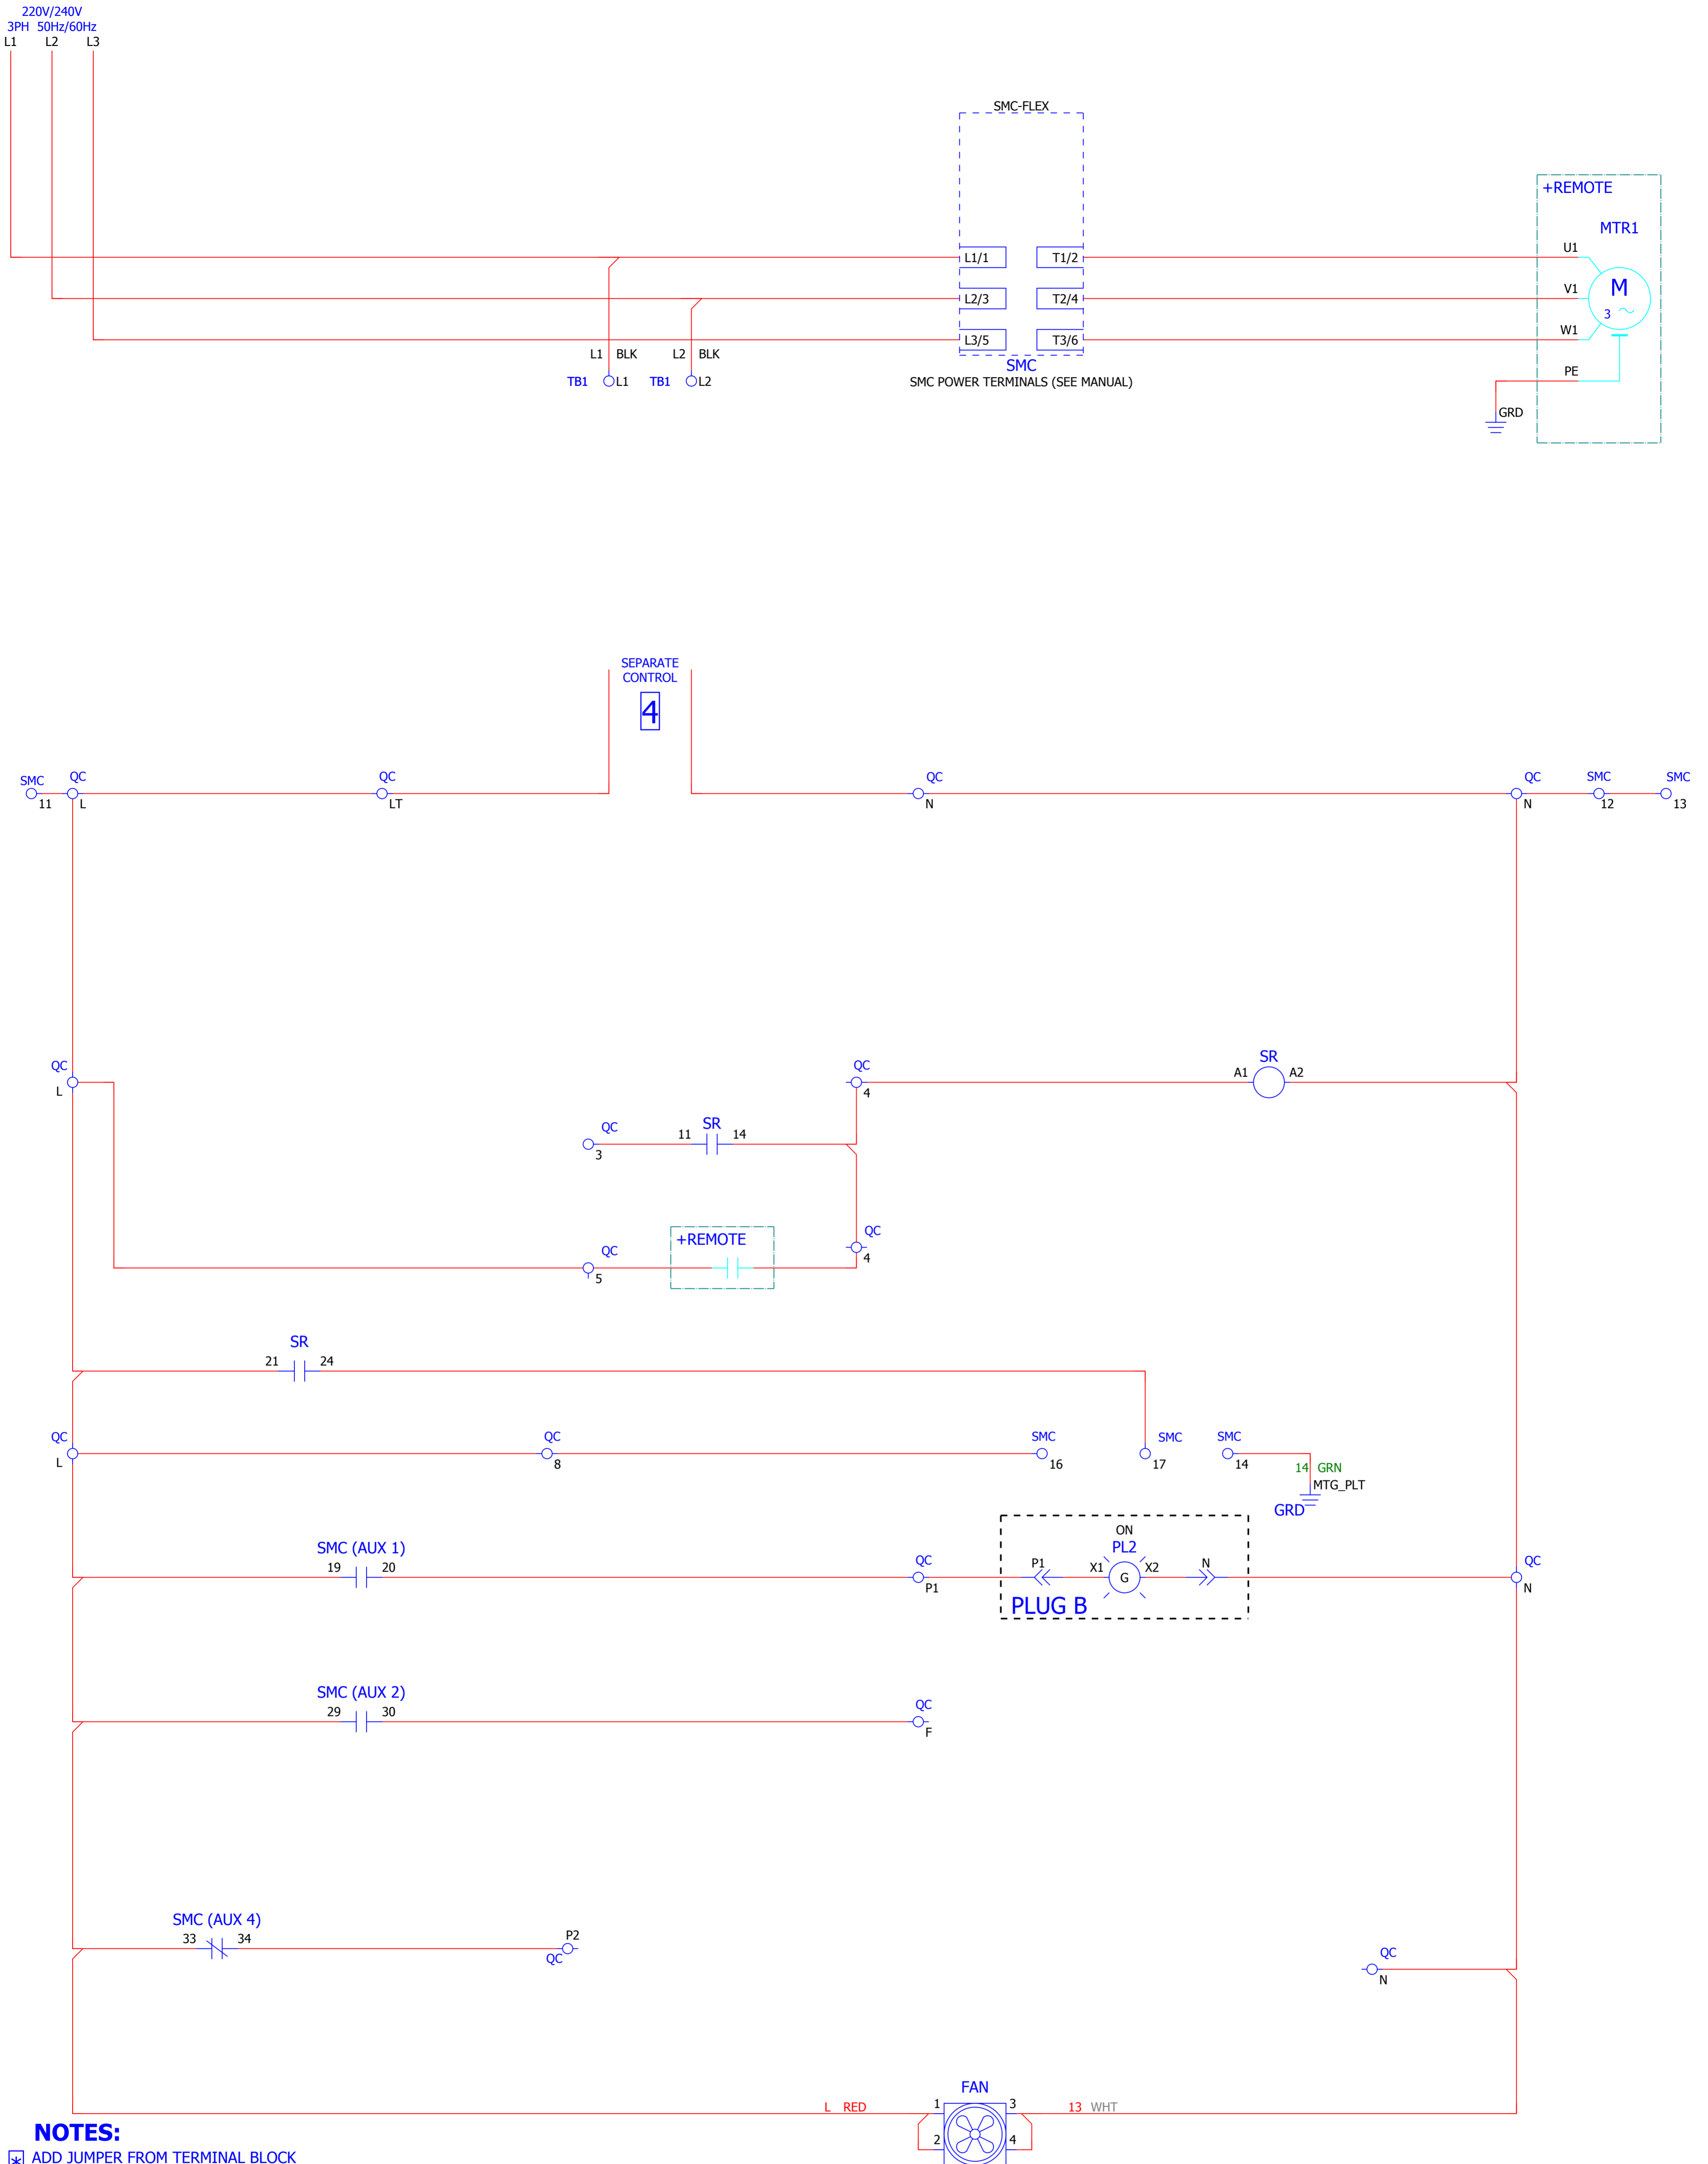 220V/240V
3PH 50Hz/60Hz
L1 L2 L3
SMC-FLEX
+REMOTE
MTR1
U1
L1/1 T1/2
V1
M
3
L2/3 T2/4
W1
L3/5 T3/6
L1 BLK L2 BLK
SMC
PE
TB1 L1 TB1 L2
SMC POWER TERMINALS (SEE MANUAL)
GRD
SEPARATE
CONTROL
4
SMC QC QC QC QC SMC SMC
11 L LT N N 12 13
QC QC SR
A1 A2
L 4
QC SR
11 14
3
QC
+REMOTE
4
QC
5
SR
21 24
QC QC SMC SMC SMC
L 8 16 17 14
14 GRN
MTG_PLT
GRD
ON
PL2
SMC (AUX 1)
19 20
QC
P1 X1 X2 N
QC
G
P1 N
PLUG B
SMC (AUX 2)
29 30
QC
F
SMC (AUX 4)
33 34
P2
QC
QC
N
FAN
L RED 1 3 13 WHT
2 4
NOTES:
* ADD JUMPER FROM TERMINAL BLOCK